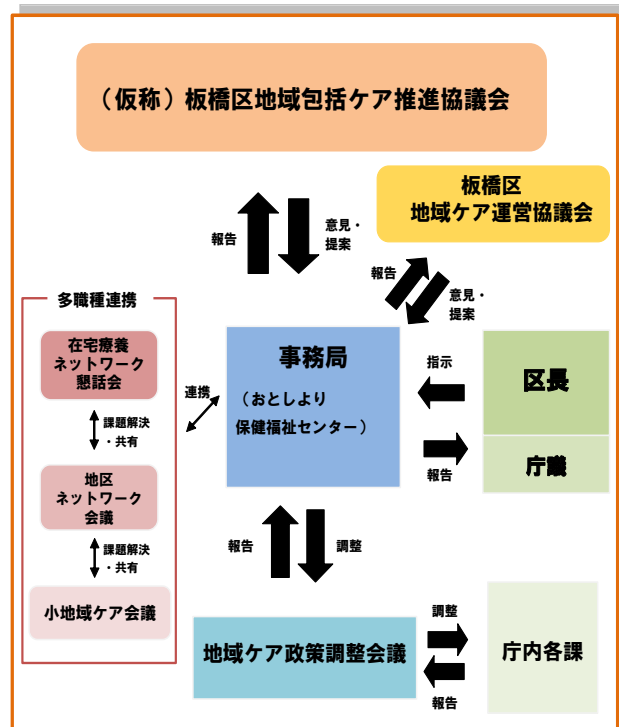 （仮称）板橋区地域包括ケア推進協議会
板橋区
地域ケア運営協議会
報告
意見・
提案
報告
意見・
提案
多職種連携
在宅療養
ネットワーク
懇話会
課題解決
・共有
地区
ネットワーク
会議
課題解決
・共有
小地域ケア会議
連携
事務局
（おとしより
保健福祉センター）
指示
報告
区長
庁議
報告
調整
地域ケア政策調整会議
調整
報告
庁内各課